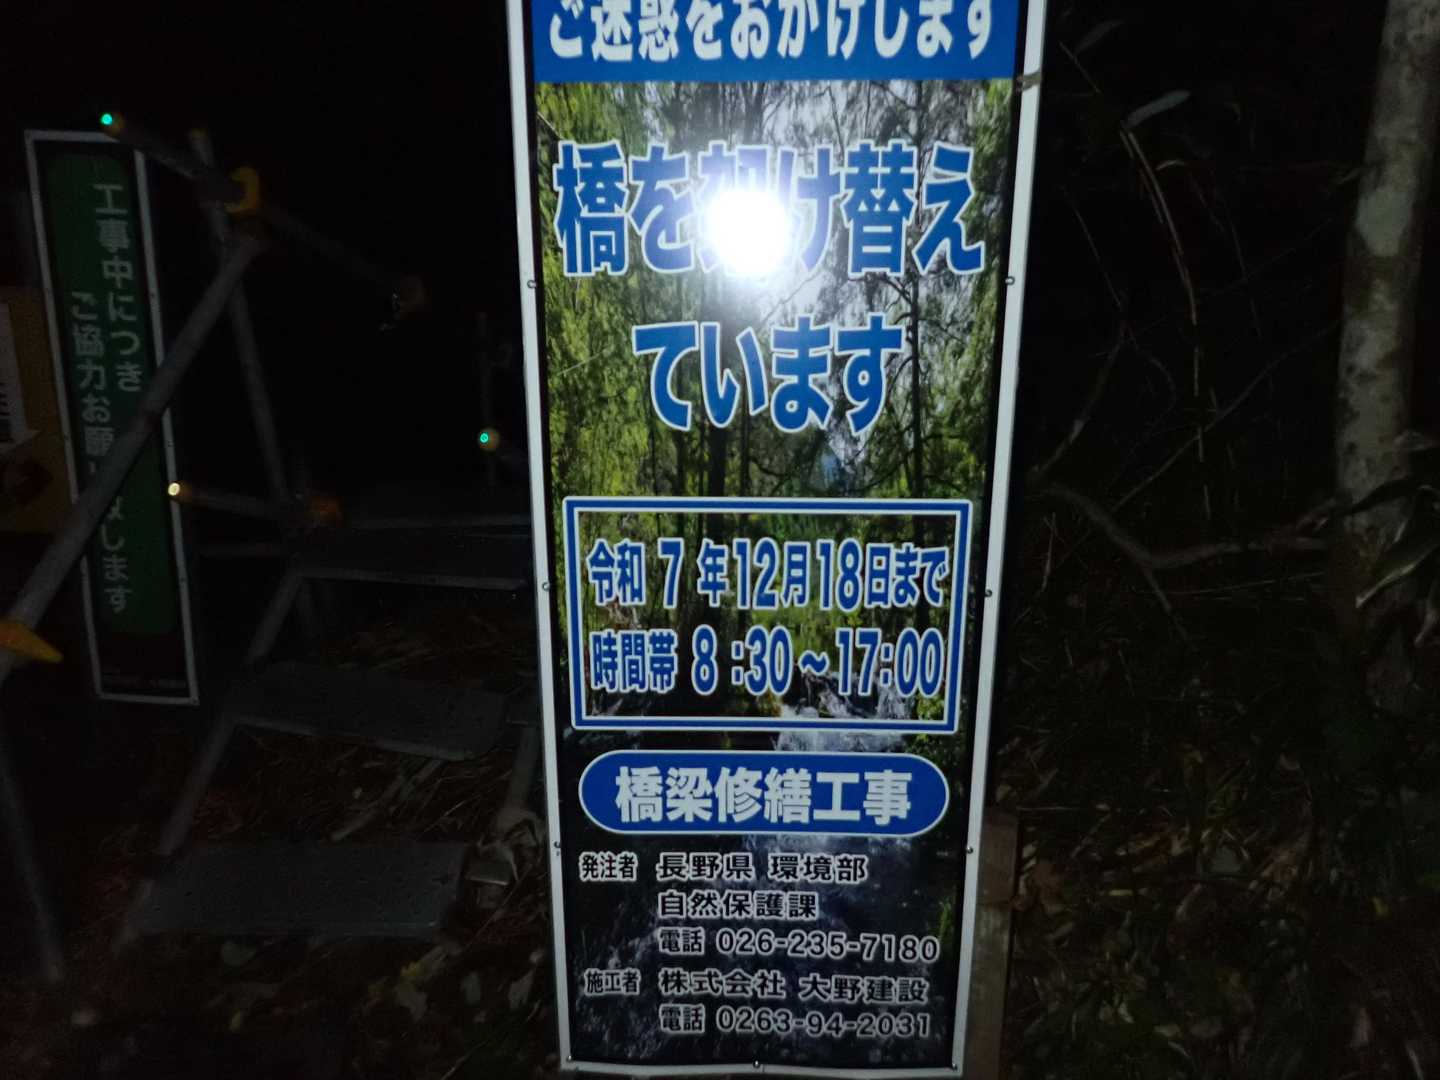 ご迷惑をおかけします
橋を架け替え
ています
令和 7 年 12月18日まで
時間帯 8:30~17:00
橋梁修繕工事
発注者 長野県 環境部
自然保護課
電話 026-235-7180
施工者 株式会社 大野建設
電話 0263-94-2031
工事中につき
ご協力お願いします